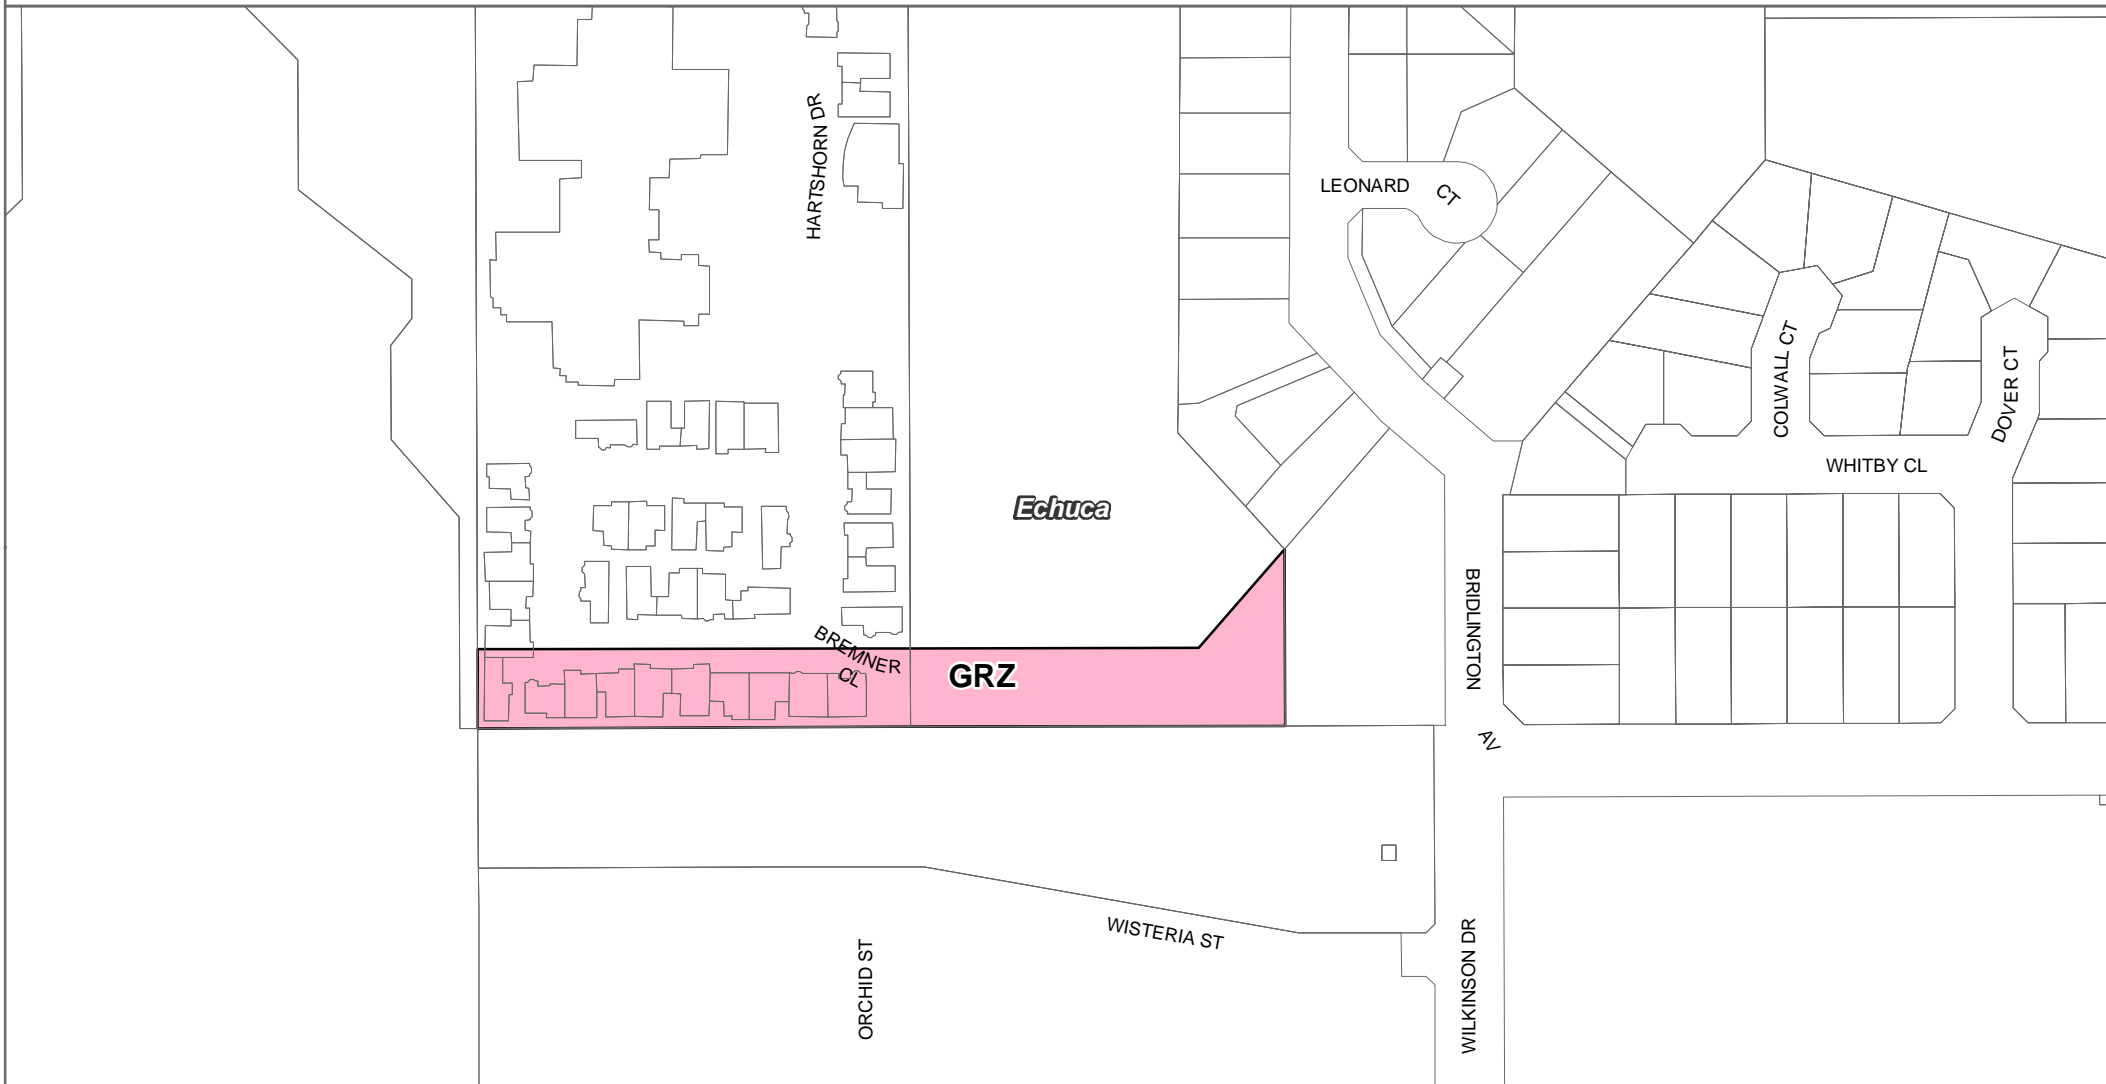 HARTSHORN DR
LEONARD CT
COLWALL CT
DOVER CT
WHITBY CL
Echuca
BRIDLINGTON AV
BREMNER
CL
GRZ
WISTERIA ST
ORCHID ST
WILKINSON DR